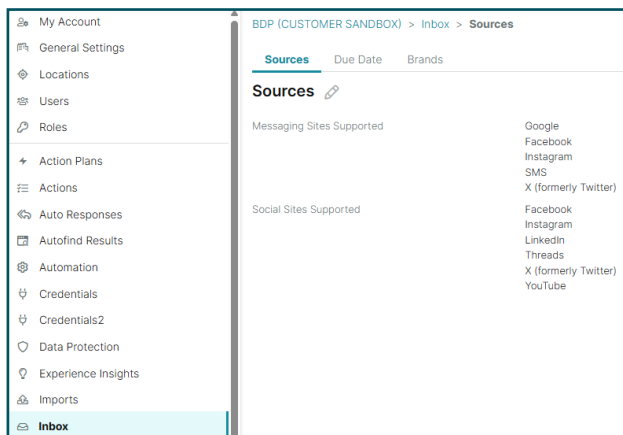 My Account
General Settings
Locations
Users
Roles
Action Plans
Actions
Auto Responses
Autofind Results
Automation
Credentials
Credentials2
Data Protection
Experience Insights
Imports
Inbox
BDP (CUSTOMER SANDBOX) > Inbox > Sources
Sources Due Date Brands
Sources
Messaging Sites Supported Google
Facebook
Instagram
SMS
X (formerly Twitter)
Social Sites Supported Facebook
Instagram
LinkedIn
Threads
X (formerly Twitter)
YouTube